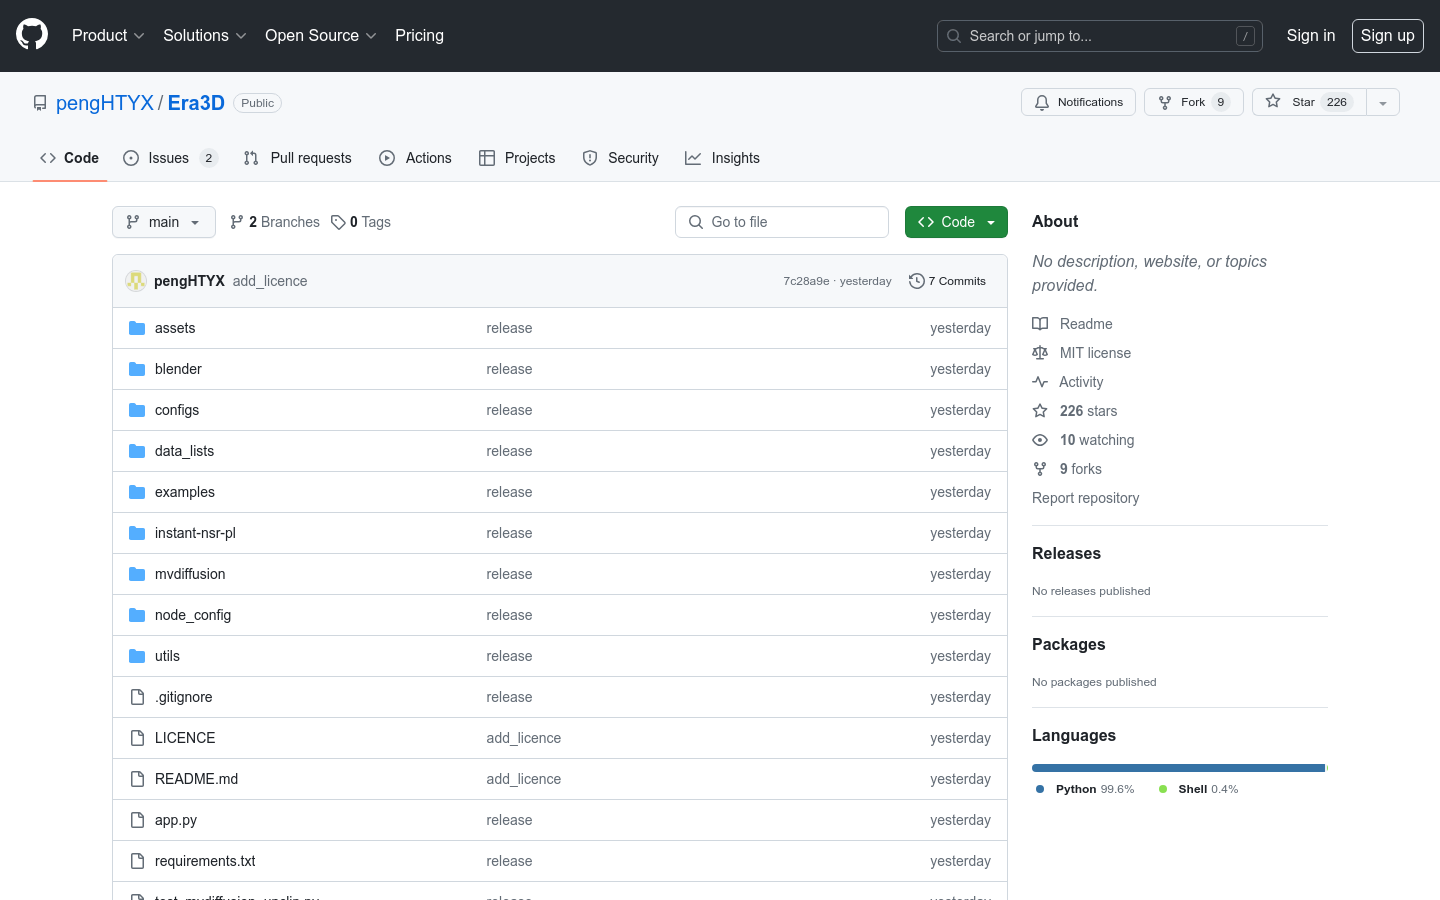 Product Solutions Open Source Pricing Search or jump to... / Sign in Sign up
pengHTYX / Era3D Public Notifications Fork 9 Star 226
Code Issues 2 Pull requests Actions Projects Security Insights
main 2 Branches 0 Tags Go to file Code
pengHTYX add_licence 7c28a9e · yesterday 7 Commits
assets release yesterday
blender release yesterday
configs release yesterday
data_lists release yesterday
examples release yesterday
instant-nsr-pl release yesterday
mvdiffusion release yesterday
node_config release yesterday
utils release yesterday
.gitignore release yesterday
LICENCE add_licence yesterday
README.md add_licence yesterday
app.py release yesterday
requirements.txt release yesterday
test_mvdiffusion_unclip.py release yesterday
About
No description, website, or topics
provided.
Readme
MIT license
Activity
226 stars
10 watching
9 forks
Report repository
Releases
No releases published
Packages
No packages published
Languages
Python 99.6% Shell 0.4%